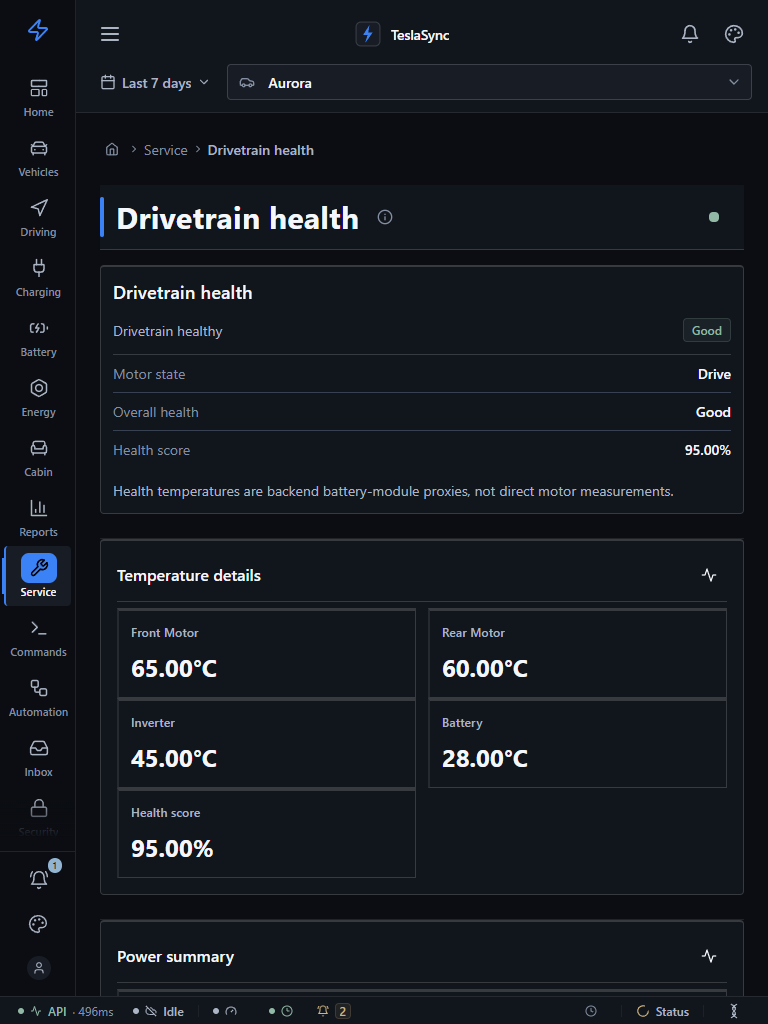 TeslaSync
Last 7 days
Aurora
Home
Vehicles
Driving
Charging
Battery
Energy
Cabin
Reports
Service
Commands
Automation
Inbox
Security
1
Service
Drivetrain health
Drivetrain health
Drivetrain health
Drivetrain healthy
Good
Motor state
Drive
Overall health
Good
Health score
95.00%
Health temperatures are backend battery-module proxies, not direct motor measurements.
Temperature details
Front Motor
65.00°C
Rear Motor
60.00°C
Inverter
45.00°C
Battery
28.00°C
Health score
95.00%
Power summary
API · 496ms
Idle
2
Status